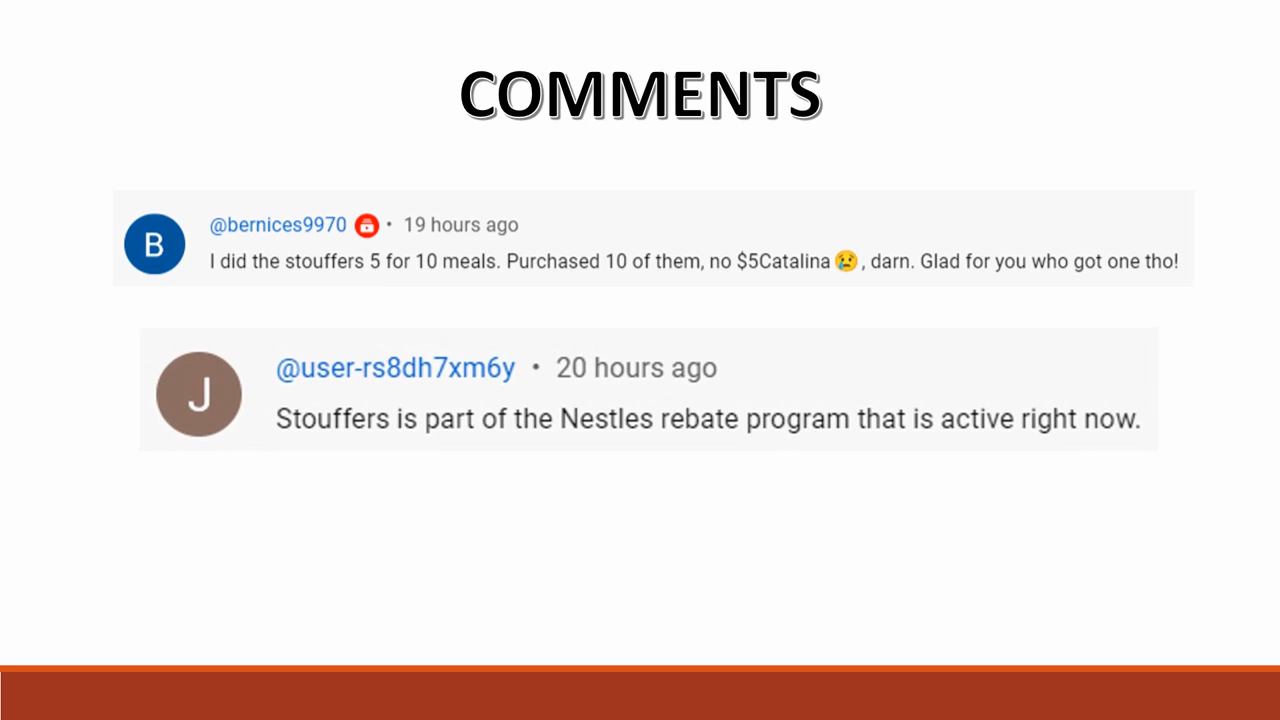 COMMENTS
B
@bernices9970 • 19 hours ago
I did the stouffers 5 for 10 meals. Purchased 10 of them, no $5Catalina 😢, darn. Glad for you who got one tho!
J
@user-rs8dh7xm6y • 20 hours ago
Stouffers is part of the Nestles rebate program that is active right now.